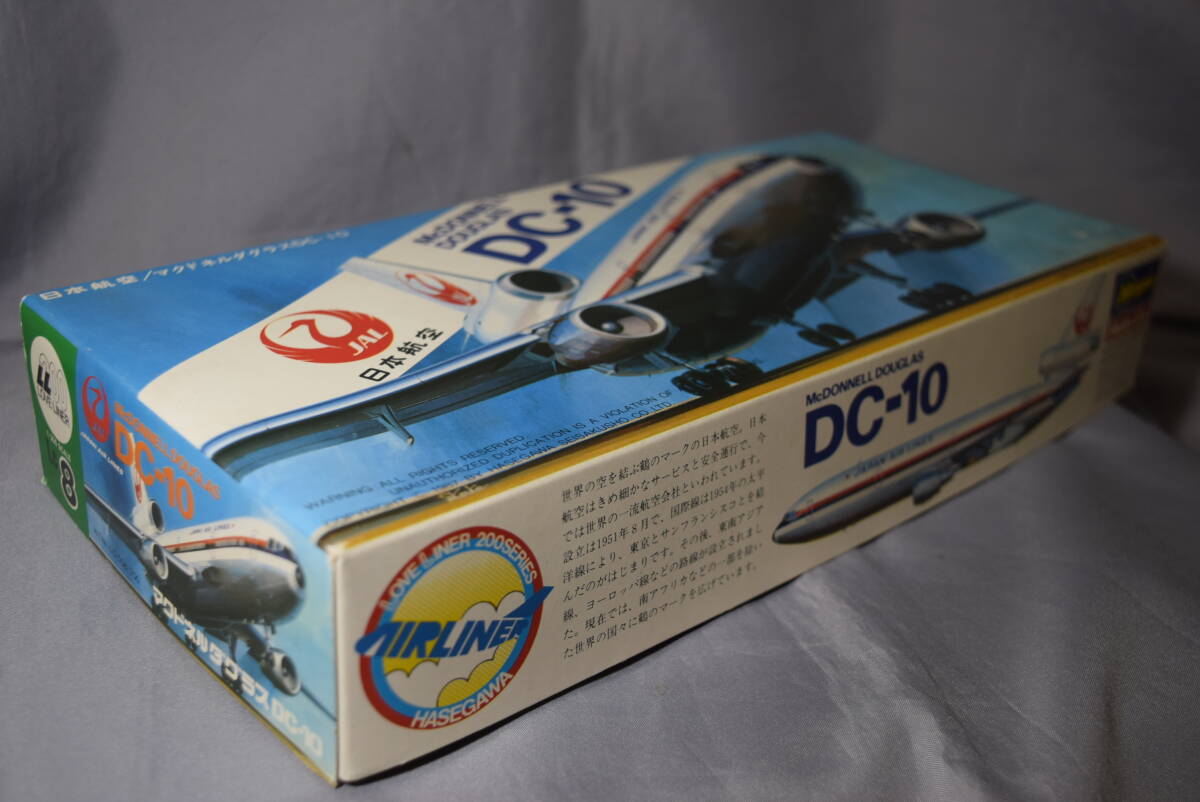 日本航空/マクドネルダグラスDC-10
McDONNELL
DOUGLAS
DC-10
JAL
日本航空
WARNING ALL RIGHTS RESERVED
UNAUTHORIZED DUPLICATION IS A VIOLATION OF
BY HASEGAWA SEISAKUSHO CO.LTD.
LOVE LINER
8
JAL
JAPAN AIR LINES
McDONNELL DOUGLAS
DC-10
マクドネルダグラスDC-10
LOVE LINER 200 SERIES
AIRLINER
HASEGAWA
世界の空を結ぶ鶴のマークの日本航空。日本
航空はきめ細かなサービスと安全運行で、今
では世界の一流航空会社といわれています。
設立は1951年8月で、国際線は1954年の太平
洋線により、東京とサンフランシスコとを結
んだのがはじまりです。その後、東南アジア
線、ヨーロッパ線などの路線が設立されまし
た。現在では、南アフリカなどの一部を除い
た世界の国々に鶴のマークを広げています。
McDONNELL DOUGLAS
DC-10
JAPAN AIR LINES